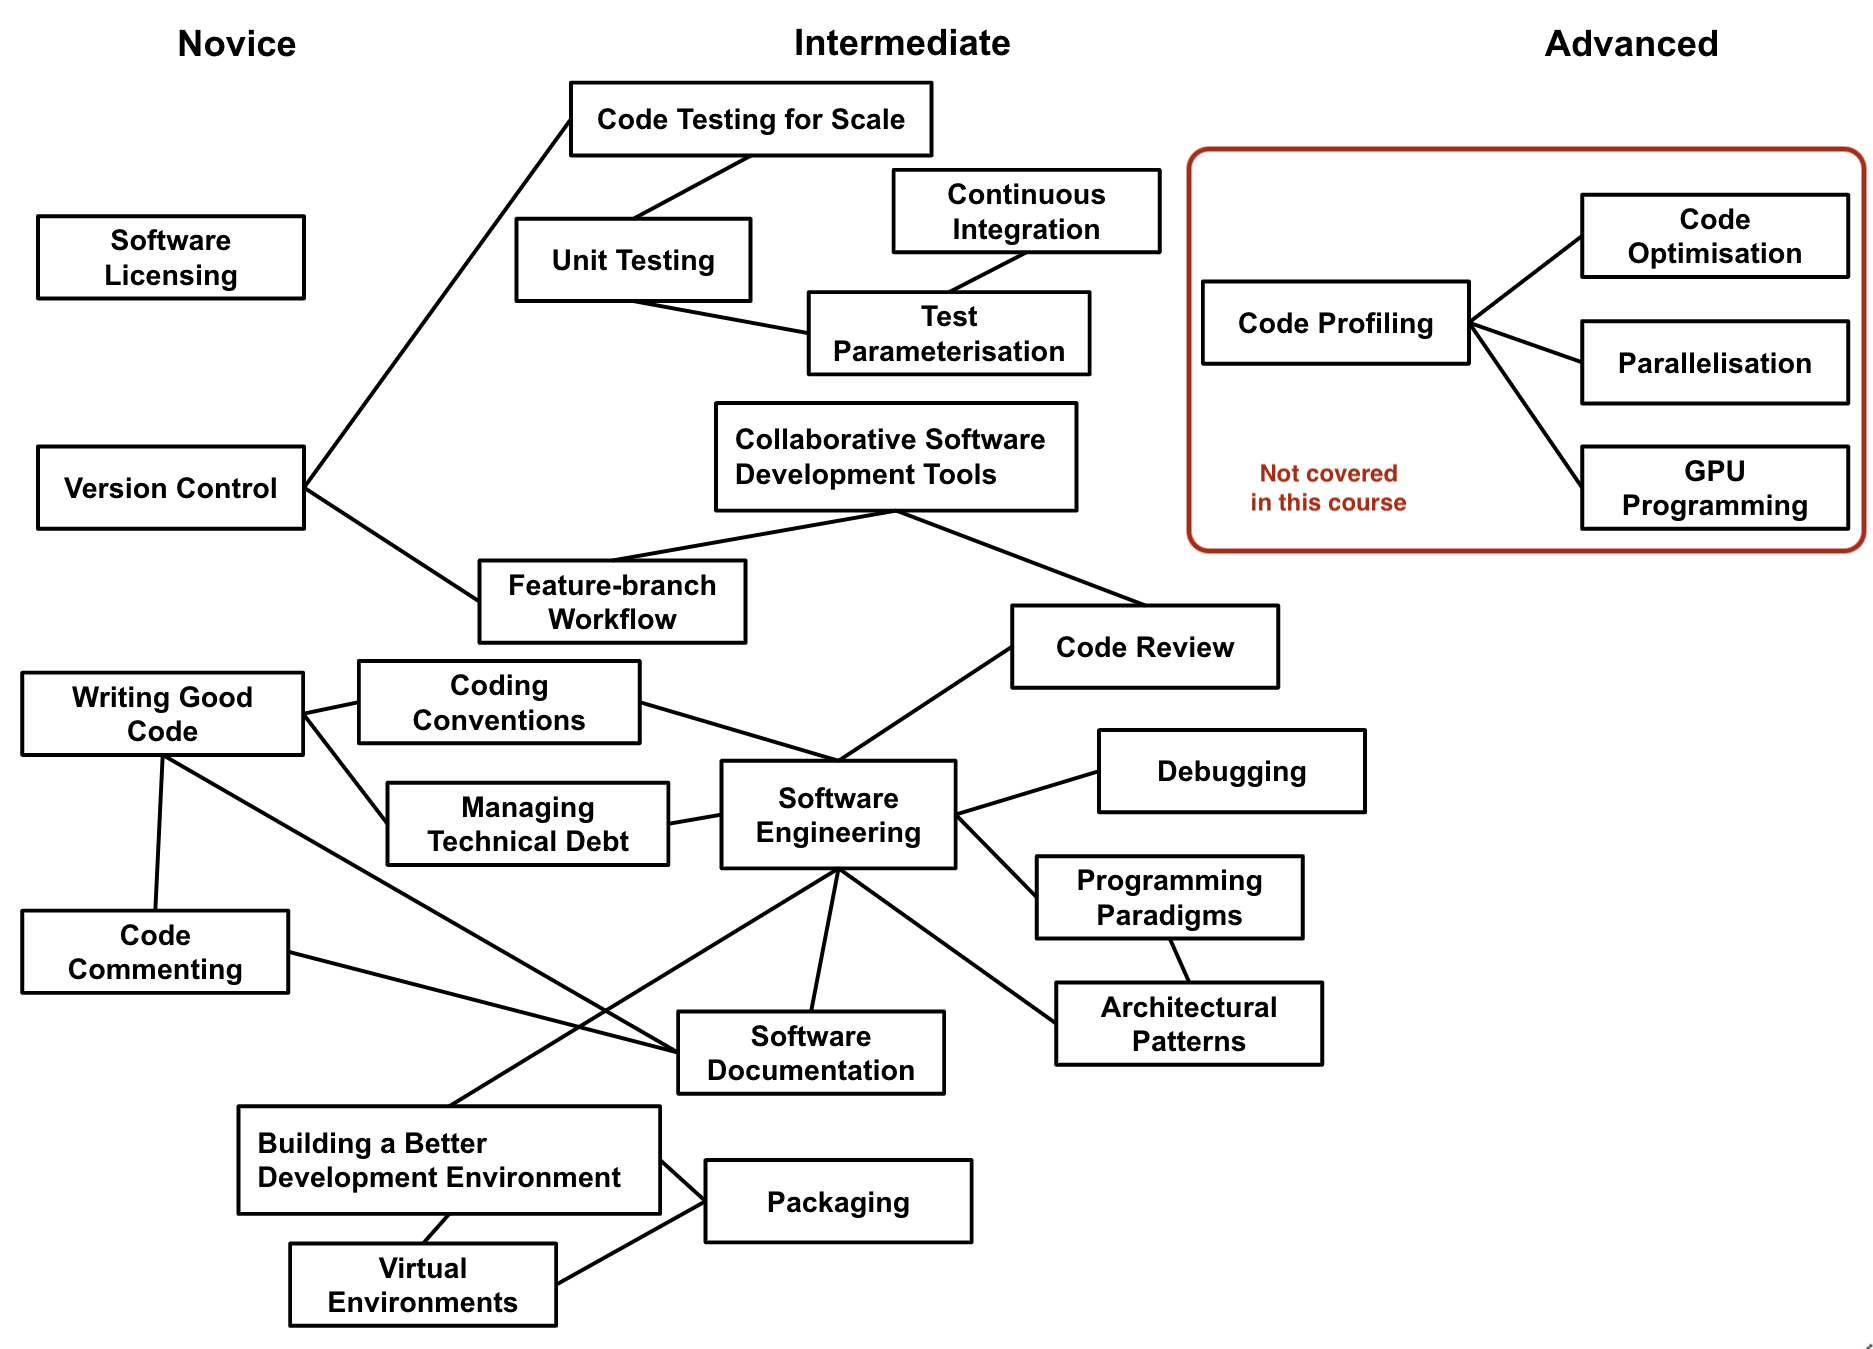 Novice
Intermediate
Advanced
Code Testing for Scale
Continuous
Integration
Code
Optimisation
Software
Licensing
Unit Testing
Test
Parameterisation
Code Profiling
Parallelisation
Collaborative Software
Development Tools
Version Control
Not covered
in this course
GPU
Programming
Feature-branch
Workflow
Code Review
Writing Good
Code
Coding
Conventions
Debugging
Managing
Technical Debt
Software
Engineering
Programming
Paradigms
Code
Commenting
Architectural
Patterns
Software
Documentation
Building a Better
Development Environment
Packaging
Virtual
Environments